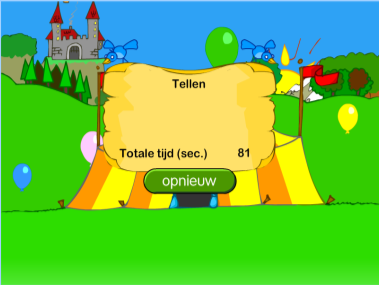 Tellen
Totale tijd (sec.) 81
opnieuw